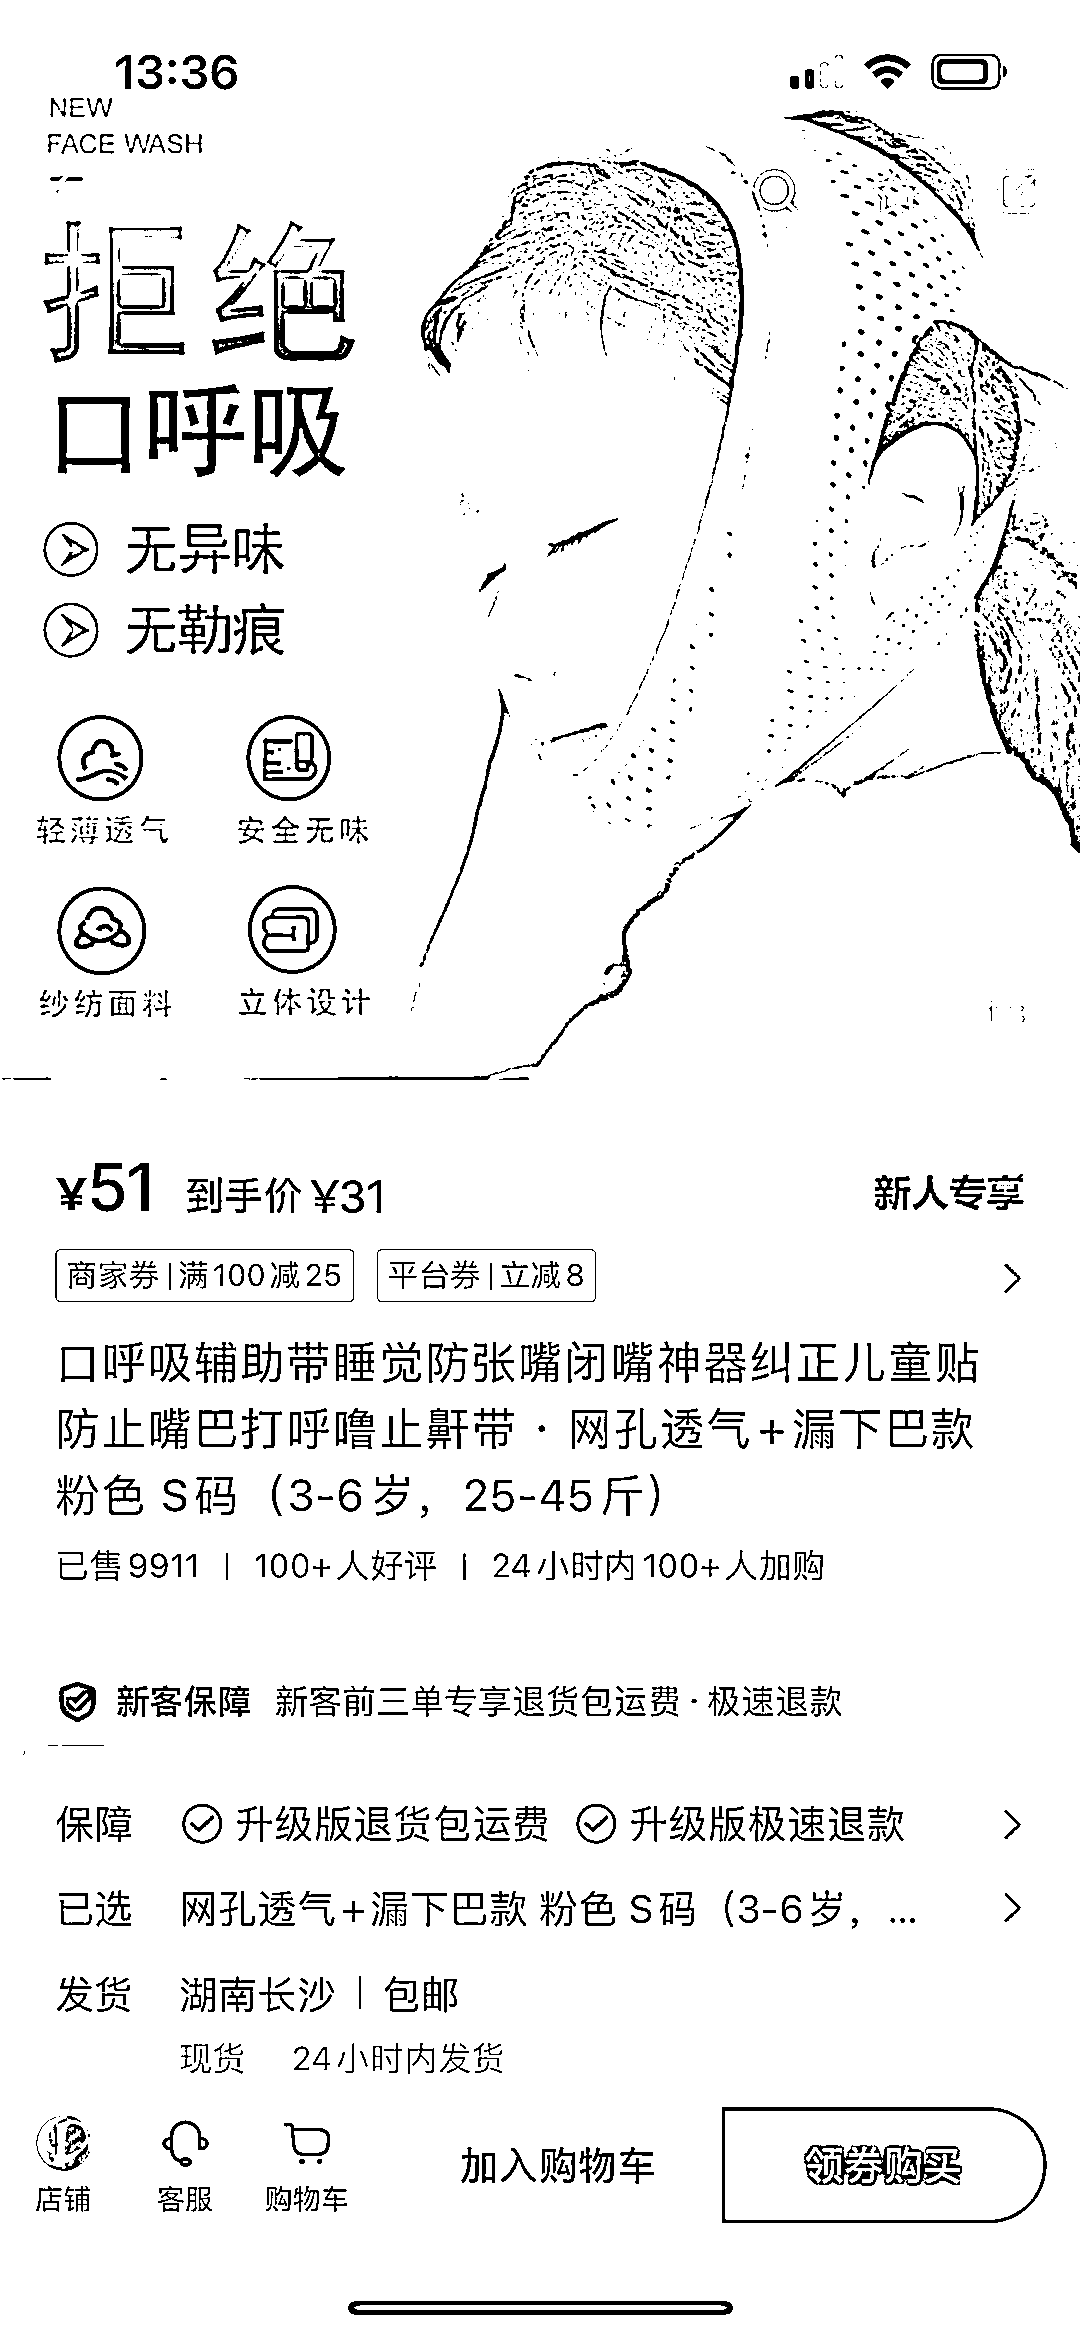 13:36
NEW
FACE WASH
拒绝
口呼吸
无异味
无勒痕
轻薄透气
安全无味
纱纺面料
立体设计
¥51 到手价 ¥31
新人专享
商家券|满100减25
平台券|立减8
口呼吸辅助带睡觉防张嘴闭嘴神器纠正儿童贴
防止嘴巴打呼噜止鼾带 · 网孔透气+漏下巴款
粉色 S码（3-6岁，25-45斤）
已售9911 | 100+人好评 | 24小时内100+人加购
新客保障 新客前三单专享退货包运费·极速退款
保障 升级版退货包运费 升级版极速退款
已选 网孔透气+漏下巴款 粉色 S码（3-6岁，...
发货 湖南长沙 | 包邮
现货 24小时内发货
店铺
客服
购物车
加入购物车
领券购买